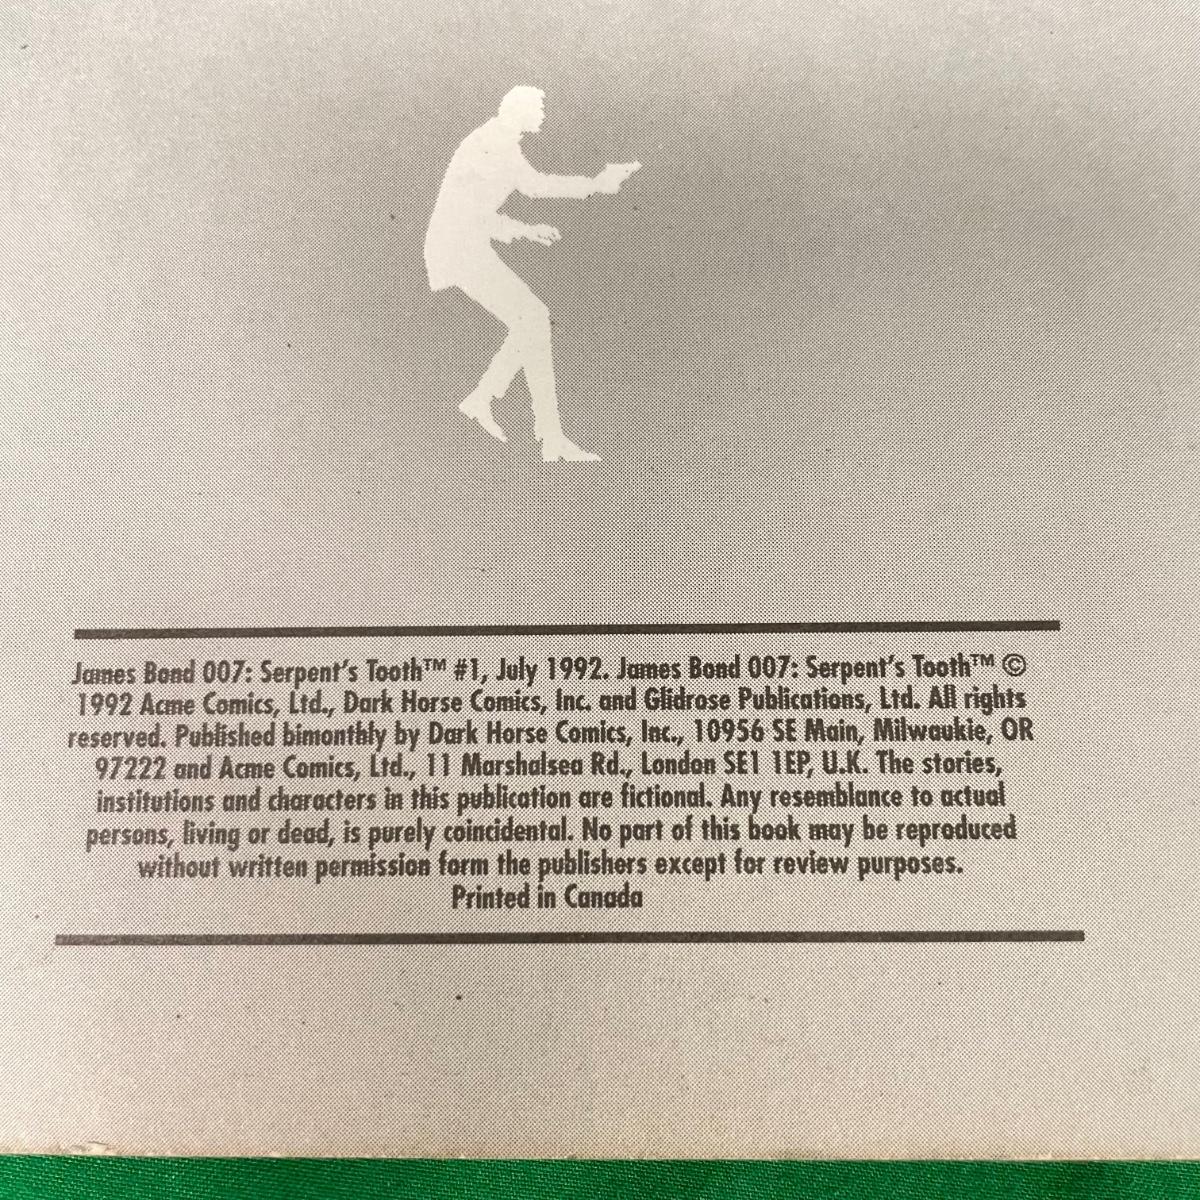 James Bond 007: Serpent's Tooth™ #1, July 1992. James Bond 007: Serpent's Tooth™ ©
1992 Acme Comics, Ltd., Dark Horse Comics, Inc. and Glidrose Publications, Ltd. All rights
reserved. Published bimonthly by Dark Horse Comics, Inc., 10956 SE Main, Milwaukie, OR
97222 and Acme Comics, Ltd., 11 Marshalsea Rd., London SE1 1EP, U.K. The stories,
institutions and characters in this publication are fictional. Any resemblance to actual
persons, living or dead, is purely coincidental. No part of this book may be reproduced
without written permission form the publishers except for review purposes.
Printed in Canada